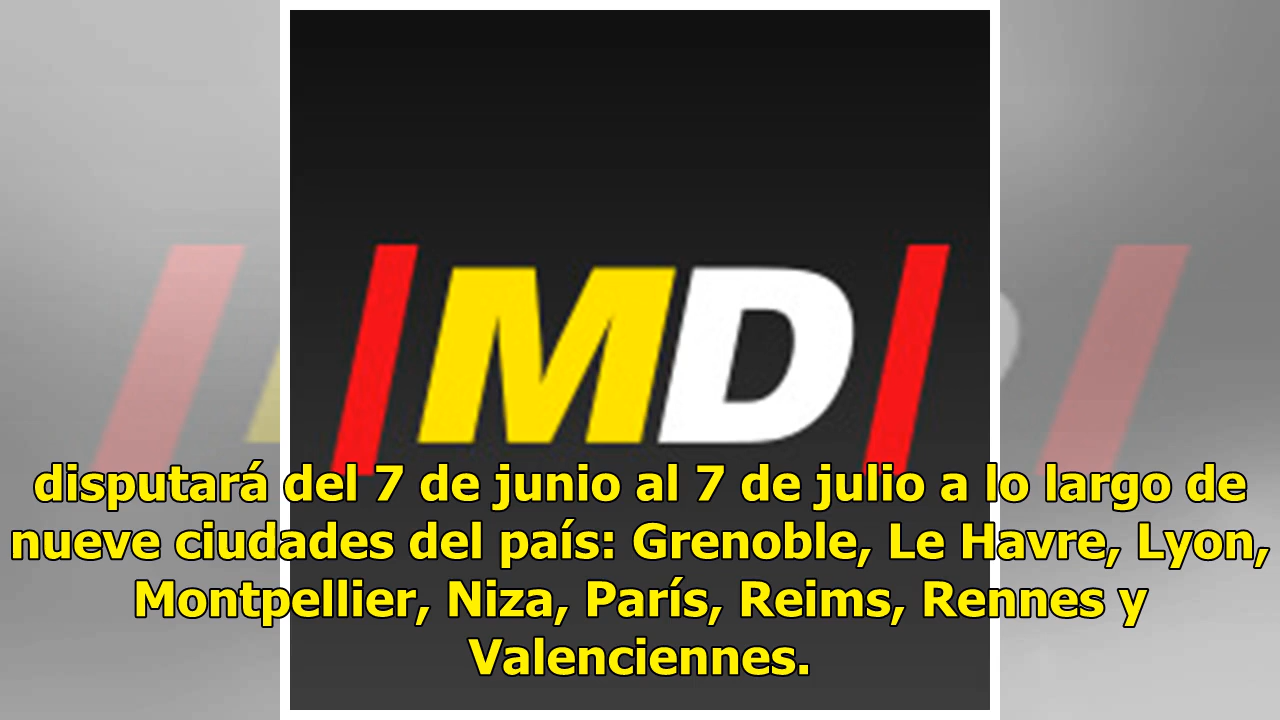 MD
disputará del 7 de junio al 7 de julio a lo largo de
nueve ciudades del país: Grenoble, Le Havre, Lyon,
Montpellier, Niza, París, Reims, Rennes y
Valenciennes.